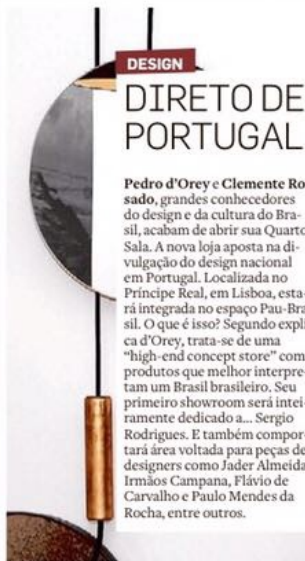 DESIGN
DIRETO DE
PORTUGAL
Pedro d'Orey e Clemente Ro-
sado, grandes conhecedores
do design e da cultura do Bra-
sil, acabam de abrir sua Quarto
Sala. A nova loja aposta na di-
vulgação do design nacional
em Portugal. Localizada no
Príncipe Real, em Lisboa, esta-
rá integrada no espaço Pau-Bra
sil. O que é isso? Segundo expli
ca d'Orey, trata-se de uma
“high-end concept store” com
produtos que melhor interpre-
tam um Brasil brasileiro. Seu
primeiro showroom será intei-
ramente dedicado a... Sergio
Rodrigues. E também compor-
tará área voltada para peças de
designers como Jader Almeida
Irmãos Campana, Flávio de
Carvalho e Paulo Mendes da
Rocha, entre outros.